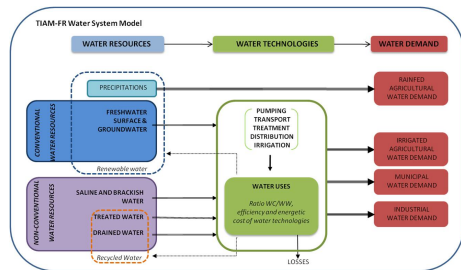 TIAM-FR Water System Model
WATER RESOURCES
WATER TECHNOLOGIES
WATER DEMAND
PRECIPITATIONS
RAINFED
AGRICULTURAL
WATER DEMAND
CONVENTIONAL
WATER RESOURCES
FRESHWATER
SURFACE &
GROUNDWATER
Renewable water
PUMPING
TRANSPORT
TREATMENT
DISTRIBUTION
IRRIGATION
IRRIGATED
AGRICULTURAL
WATER DEMAND
MUNICIPAL
WATER DEMAND
INDUSTRIAL
WATER DEMAND
NON-CONVENTIONAL
WATER RESOURCES
SALINE AND BRACKISH
WATER
TREATED WATER
DRAINED WATER
Recycled Water
WATER USES
Ratio WC/WW,
efficiency and energetic
cost of water technologies
LOSSES